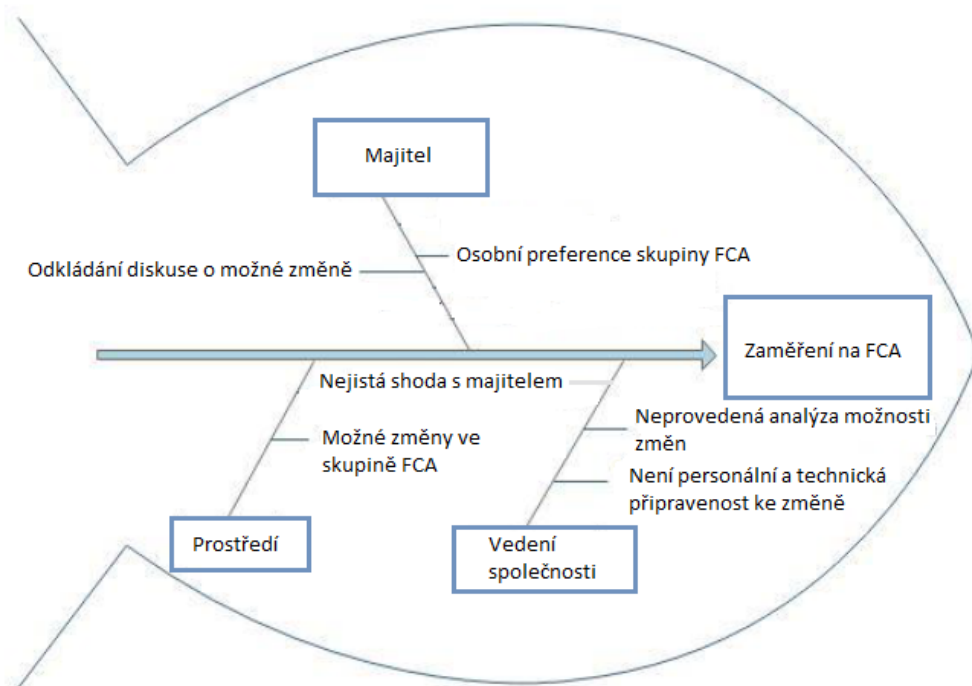 Majitel
Osobní preference skupiny FCA
Odkládání diskuse o možné změně
Zaměření na FCA
Nejistá shoda s majitelem
Neprovedená analýza možnosti
změn
Možné změny ve
skupině FCA
Není personální a technická
připravenost ke změně
Prostředí
Vedení
společnosti